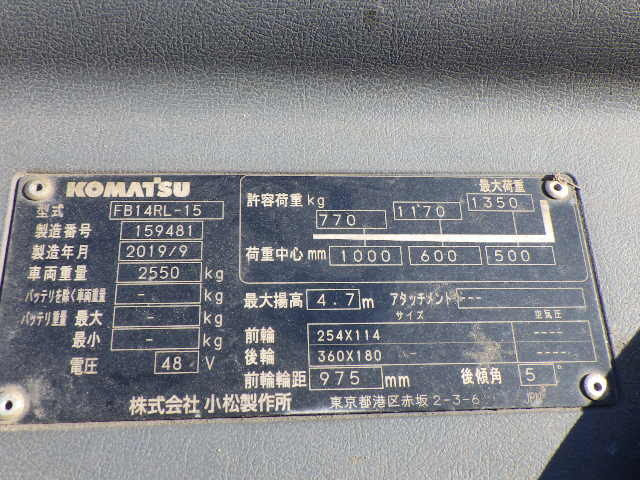 KOMATSU
型式 FB14RL-15
製造番号 159481
製造年月 2019/9
車両重量 2550 kg
バッテリを除く車両重量 - kg
バッテリ重量 最大 - kg
最小 - kg
電圧 48 V
最大荷重
許容荷重 kg 770 1170 1350
荷重中心 mm 1000 600 500
最大揚高 4.7 m アタッチメント ---
サイズ 空気圧
前輪 254X114 ----
後輪 360X180 -- - ----
前輪輪距 975 mm 後傾角 5°
株式会社 小松製作所 東京都港区赤坂2-3-6 JPN